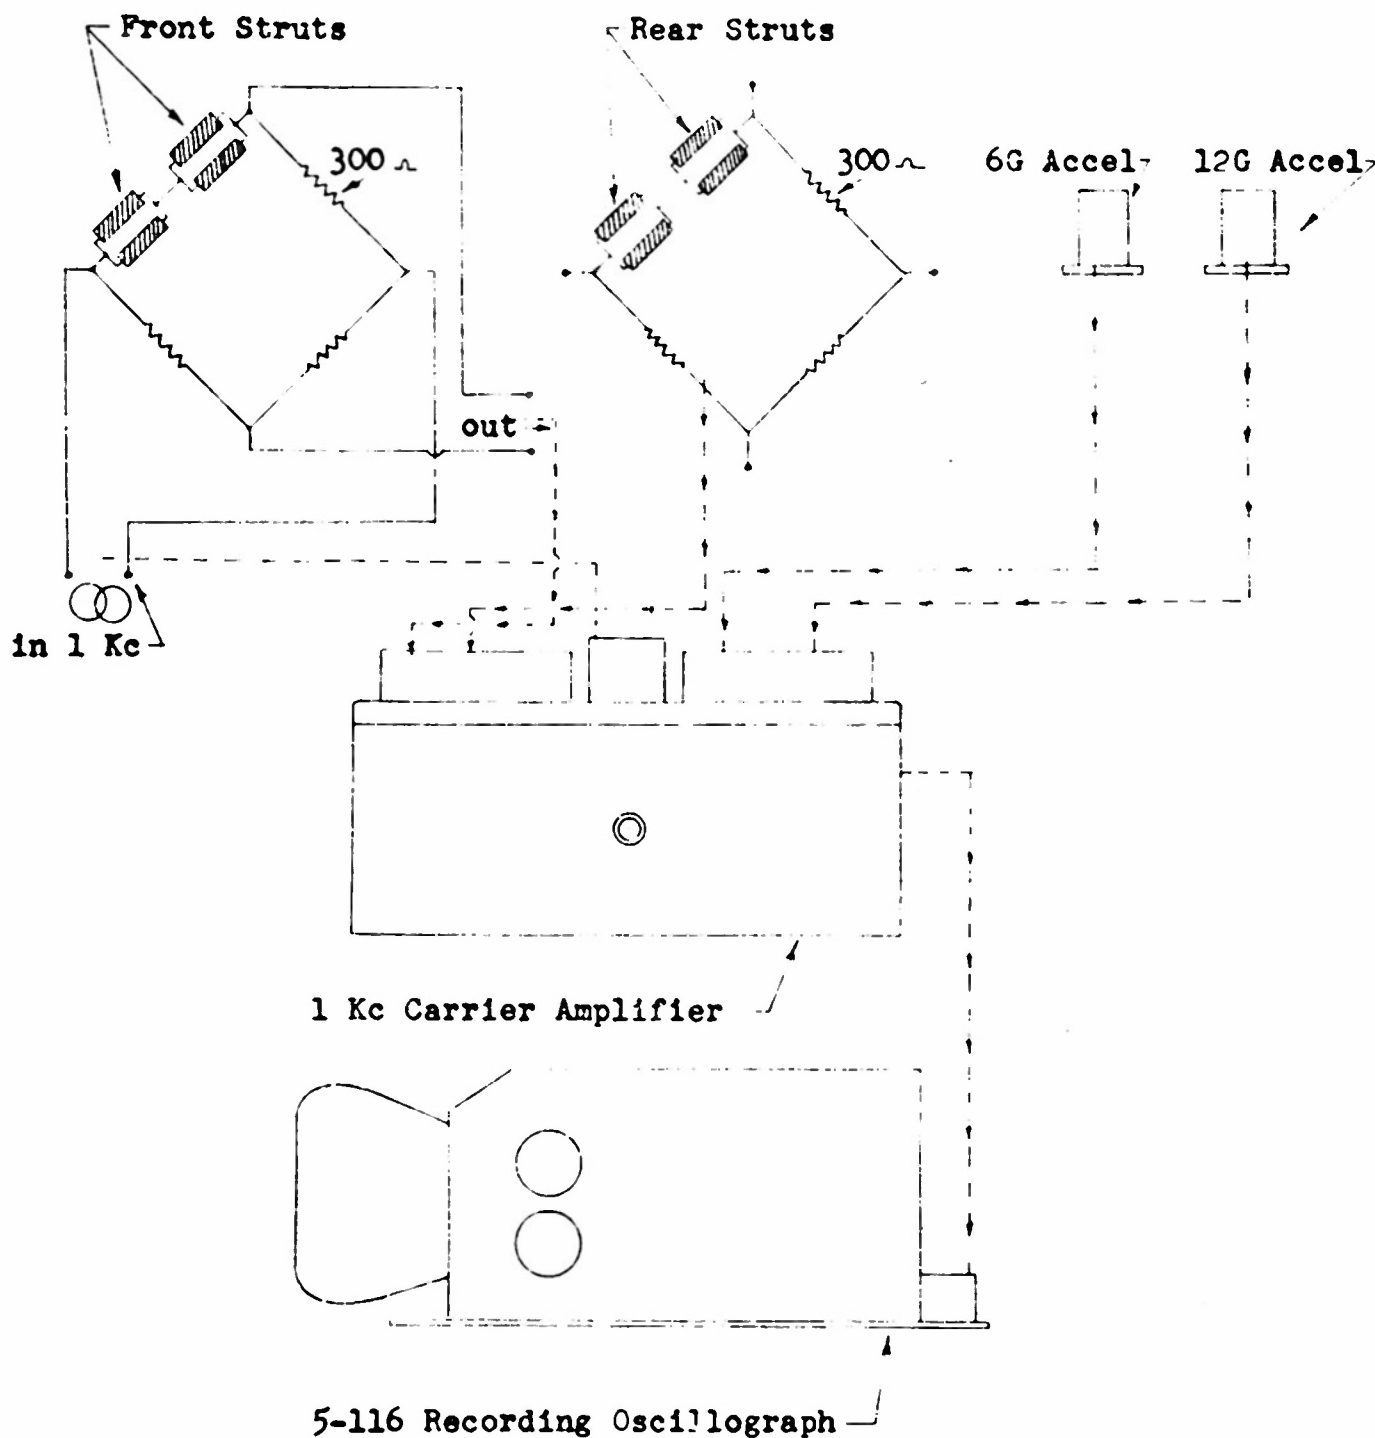 Front Struts
Rear Struts
300 Ω
300 Ω
6G Accel
12G Accel
out
in 1 Kc
1 Kc Carrier Amplifier
5-116 Recording Oscillograph